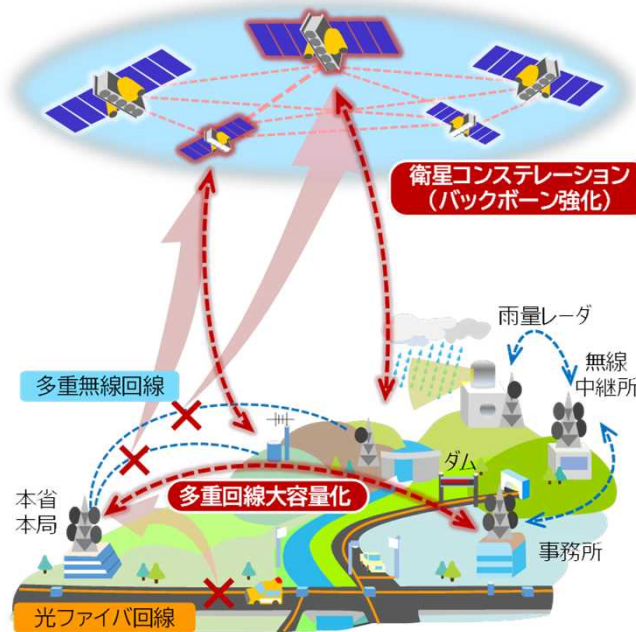 衛星コンステレーション
(バックボーン強化)
雨量レーダ
無線
中継所
多重無線回線
ダム
多重回線大容量化
本省
本局
事務所
光ファイバ回線